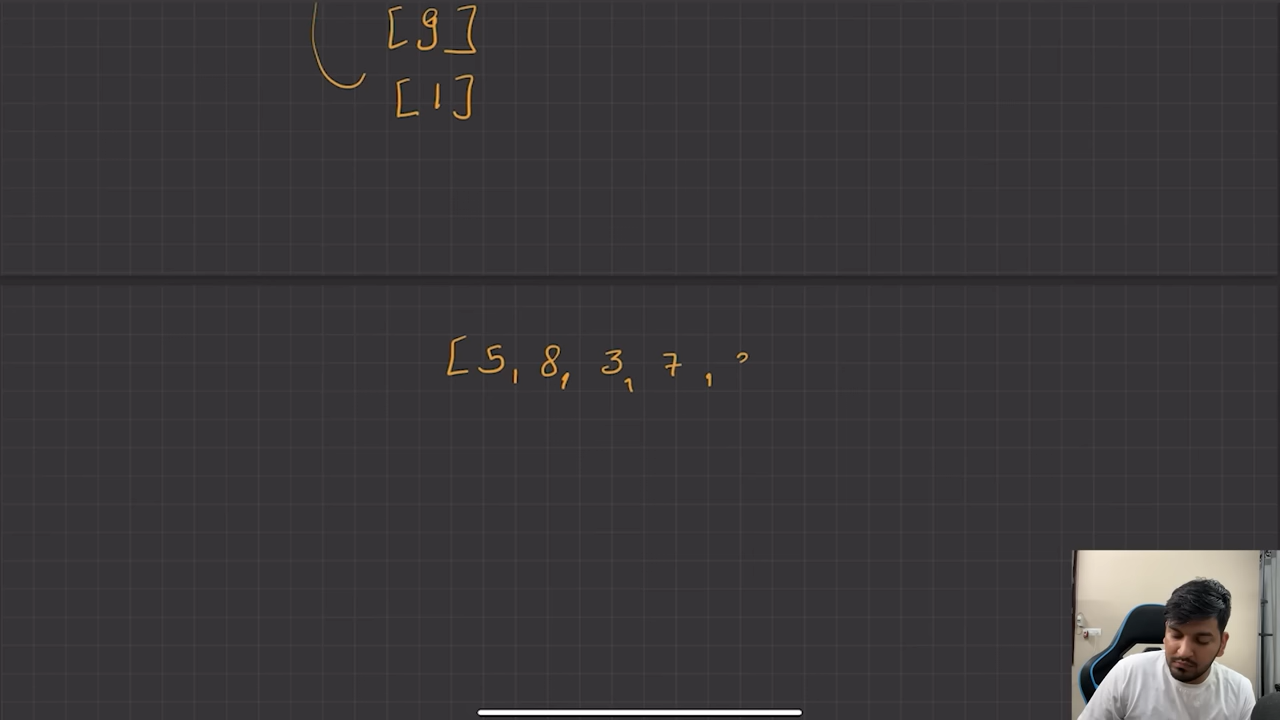 [9]
[1]
[5, 8, 3, 7,